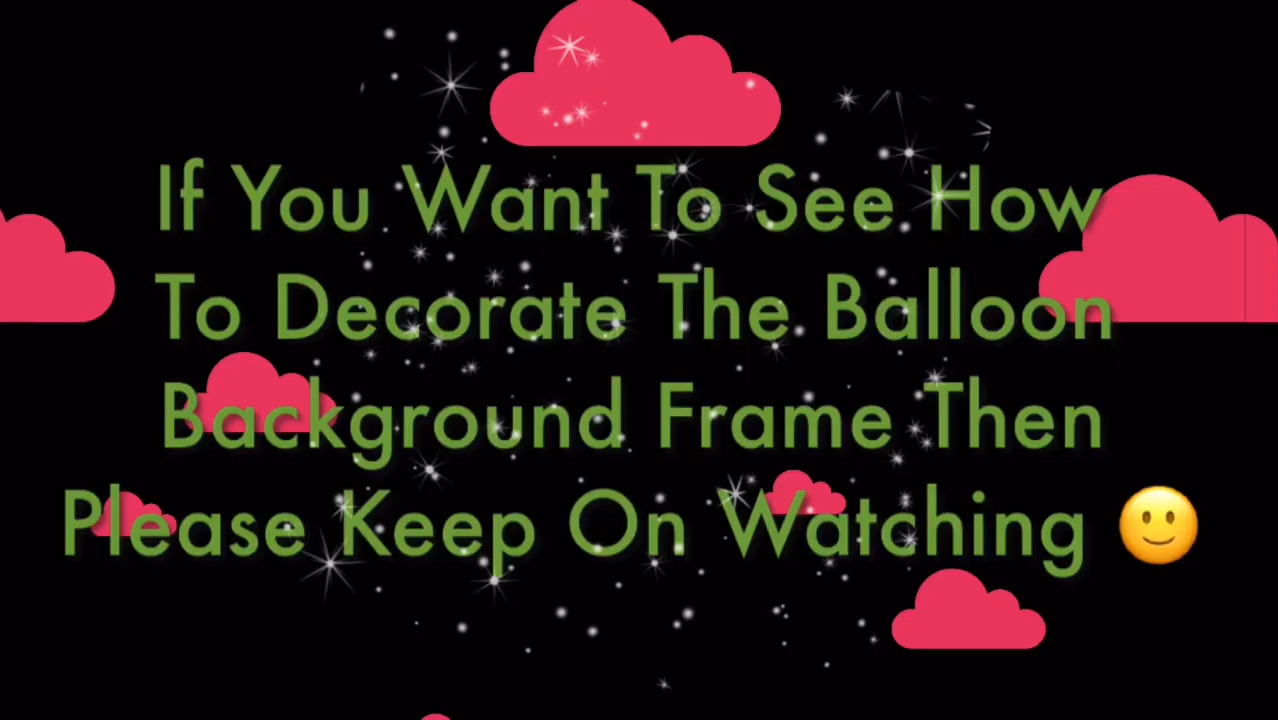 If You Want To See How
To Decorate The Balloon
Background Frame Then
Please Keep On Watching 🙂